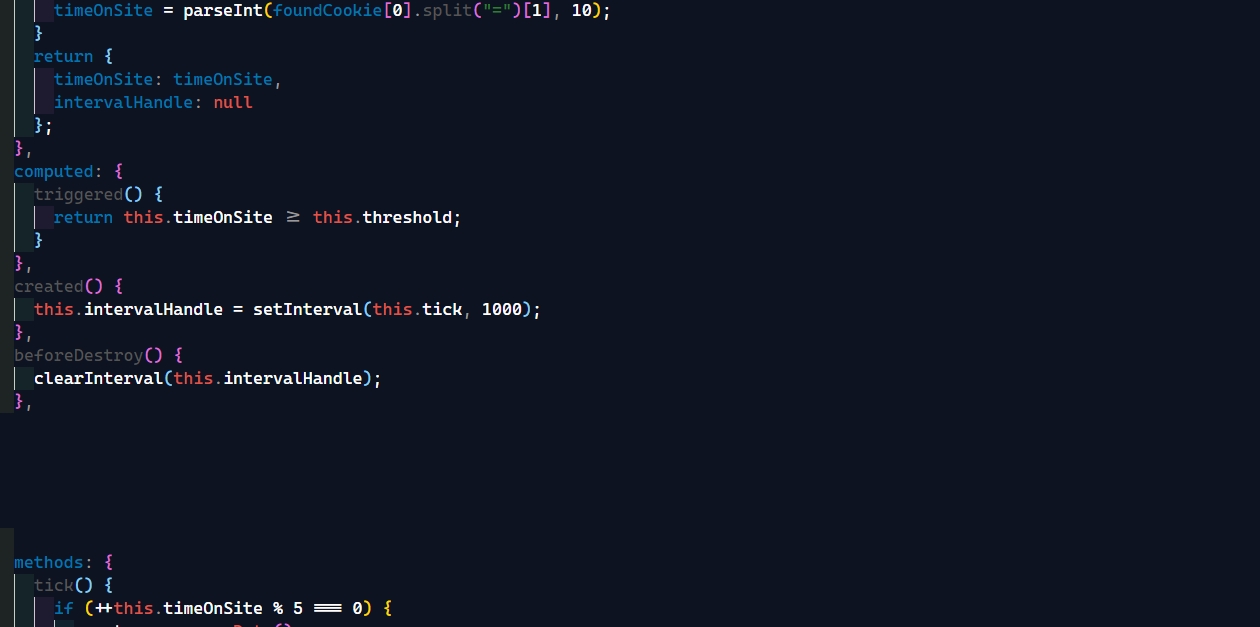 timeOnSite = parseInt(foundCookie[0].split("=")[1], 10);
}
return {
timeOnSite: timeOnSite,
intervalHandle: null
};
},
computed: {
triggered() {
return this.timeOnSite ≥ this.threshold;
}
},
created() {
this.intervalHandle = setInterval(this.tick, 1000);
},
beforeDestroy() {
clearInterval(this.intervalHandle);
},
methods: {
tick() {
if (++this.timeOnSite % 5 === 0) {